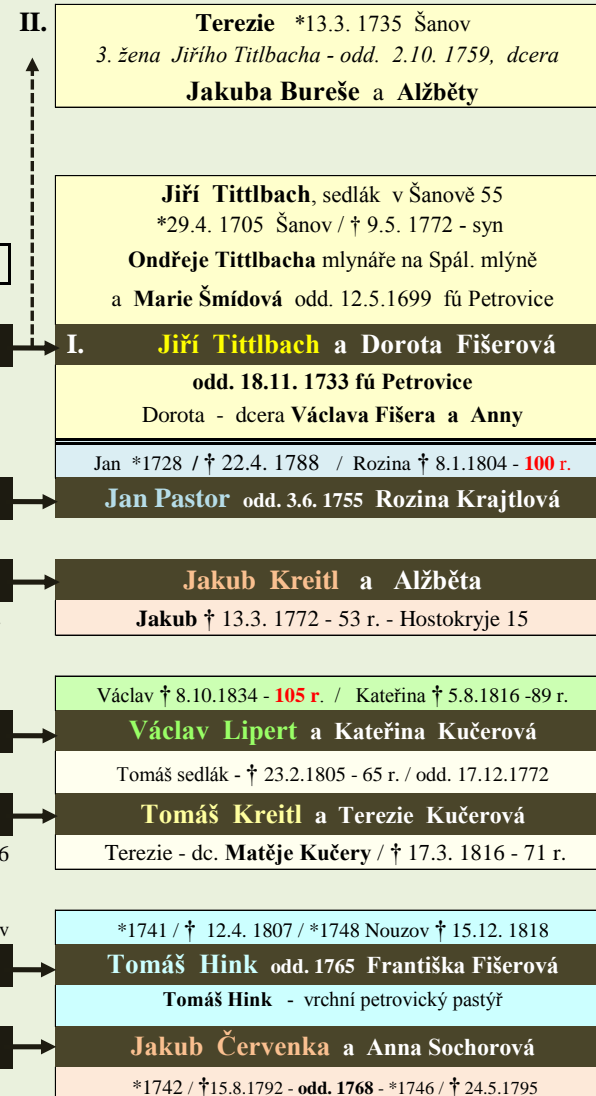 II.
Terezie *13.3. 1735 Šanov
3. žena Jiřího Titlbacha - odd. 2.10. 1759, dcera
Jakuba Bureše a Alžběty
Jiří Tittlbach, sedlák v Šanově 55
*29.4. 1705 Šanov / † 9.5. 1772 - syn
Ondřeje Tittlbacha mlynáře na Spál. mlýně
a Marie Šmídová odd. 12.5.1699 fú Petrovice
I. Jiří Tittlbach a Dorota Fišerová
odd. 18.11. 1733 fú Petrovice
Dorota - dcera Václava Fišera a Anny
Jan *1728 / † 22.4. 1788 / Rozina † 8.1.1804 - 100 r.
Jan Pastor odd. 3.6. 1755 Rozina Krajtlová
Jakub Kreitl a Alžběta
Jakub † 13.3. 1772 - 53 r. - Hostokryje 15
Václav † 8.10.1834 - 105 r. / Kateřina † 5.8.1816 -89 r.
Václav Lipert a Kateřina Kučerová
Tomáš sedlák - † 23.2.1805 - 65 r. / odd. 17.12.1772
Tomáš Kreitl a Terezie Kučerová
6
Terezie - dc. Matěje Kučery / † 17.3. 1816 - 71 r.
v
*1741 / † 12.4. 1807 / *1748 Nouzov † 15.12. 1818
Tomáš Hink odd. 1765 Františka Fišerová
Tomáš Hink - vrchní petrovický pastýř
Jakub Červenka a Anna Sochorová
*1742 / †15.8.1792 - odd. 1768 - *1746 / † 24.5.1795